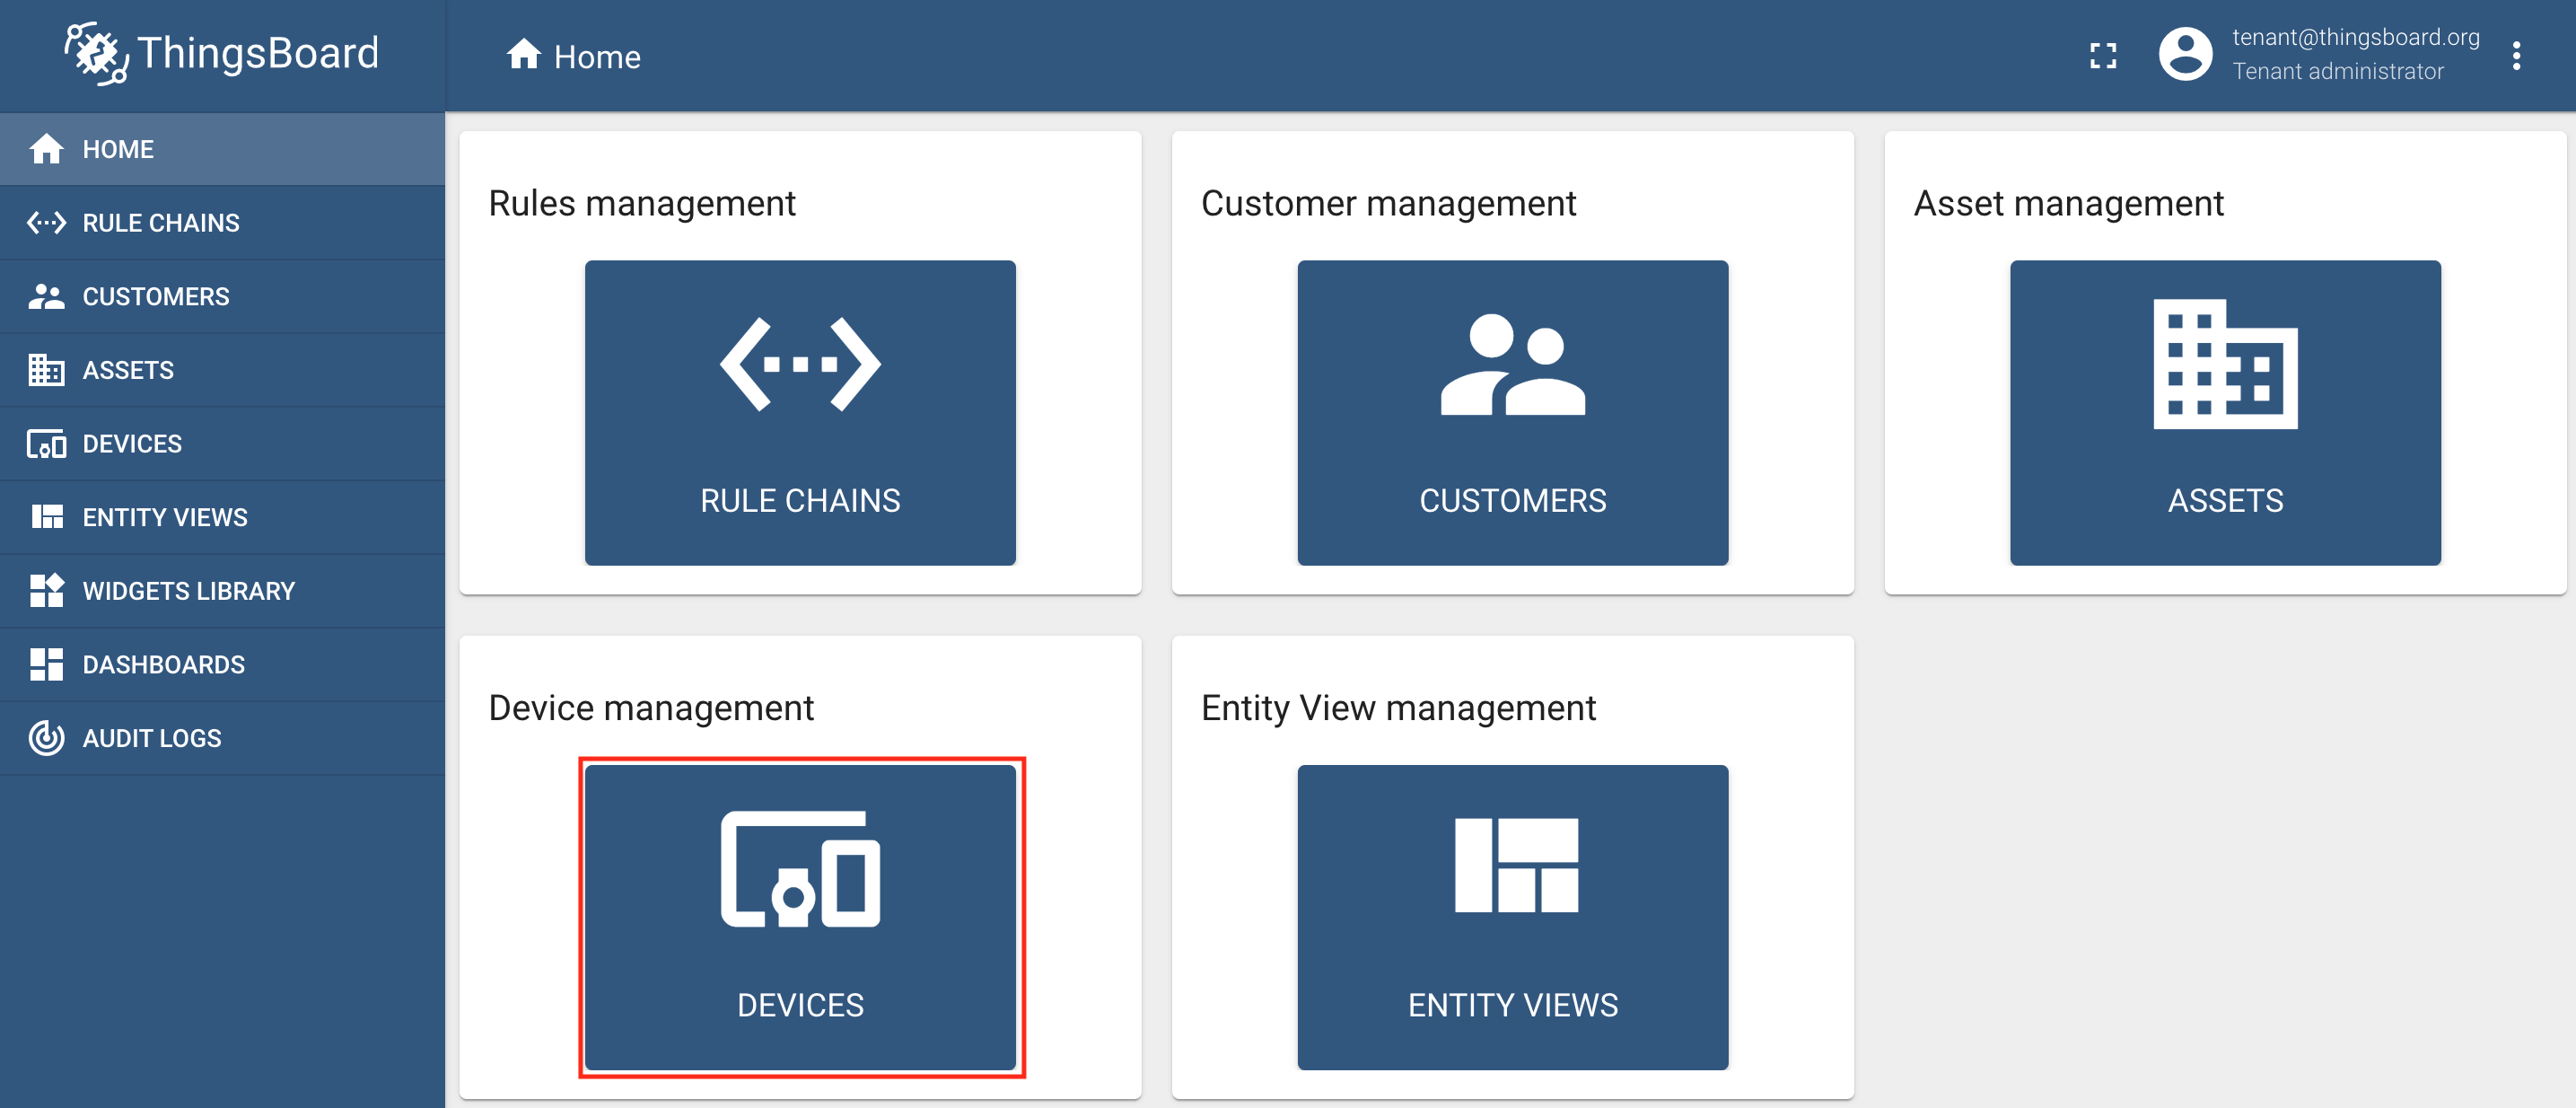 ThingsBoard
Home
tenant@thingsboard.org
Tenant administrator
HOME
RULE CHAINS
CUSTOMERS
ASSETS
DEVICES
ENTITY VIEWS
WIDGETS LIBRARY
DASHBOARDS
AUDIT LOGS
Rules management
RULE CHAINS
Customer management
CUSTOMERS
Asset management
ASSETS
Device management
DEVICES
Entity View management
ENTITY VIEWS